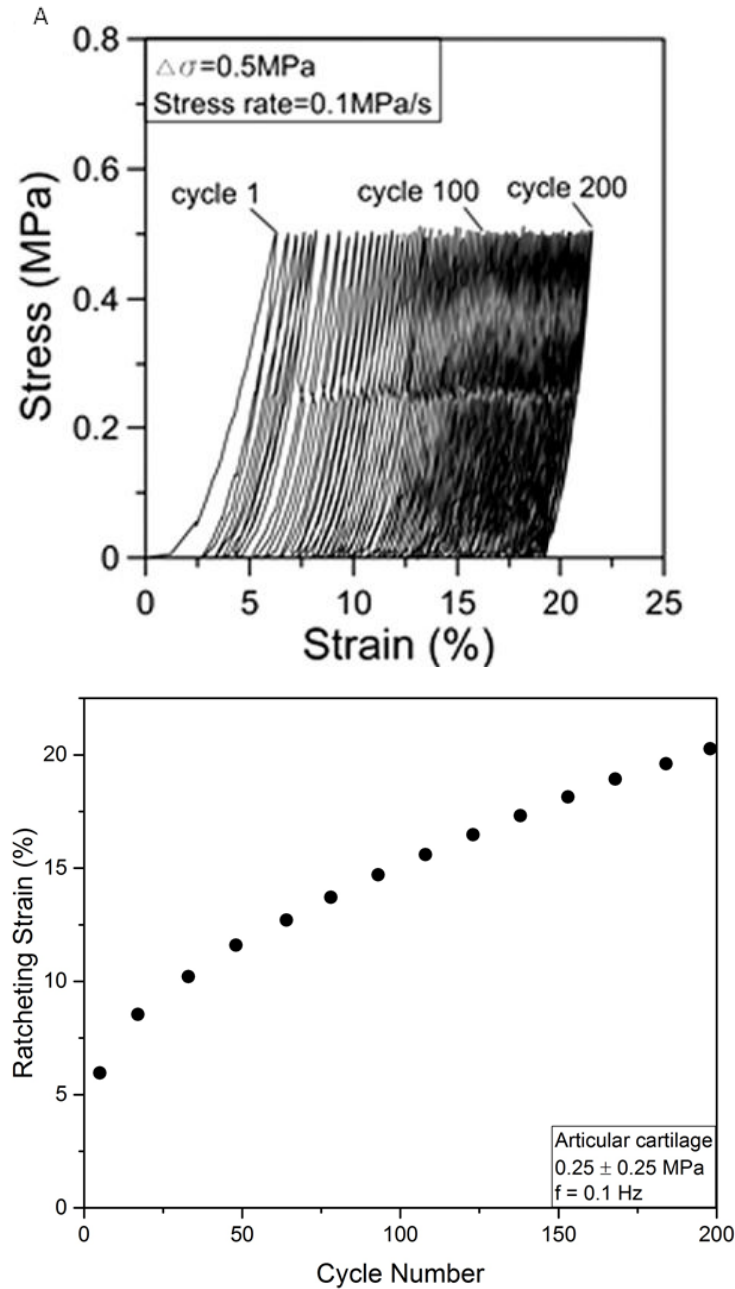 A
△σ=0.5MPa
Stress rate=0.1MPa/s
cycle 1
cycle 100
cycle 200
Stress (MPa)
0.8
0.6
0.4
0.2
0
0 5 10 15 20 25
Strain (%)
Ratcheting Strain (%)
20
15
10
5
0
Articular cartilage
0.25 ± 0.25 MPa
f = 0.1 Hz
0 50 100 150 200
Cycle Number